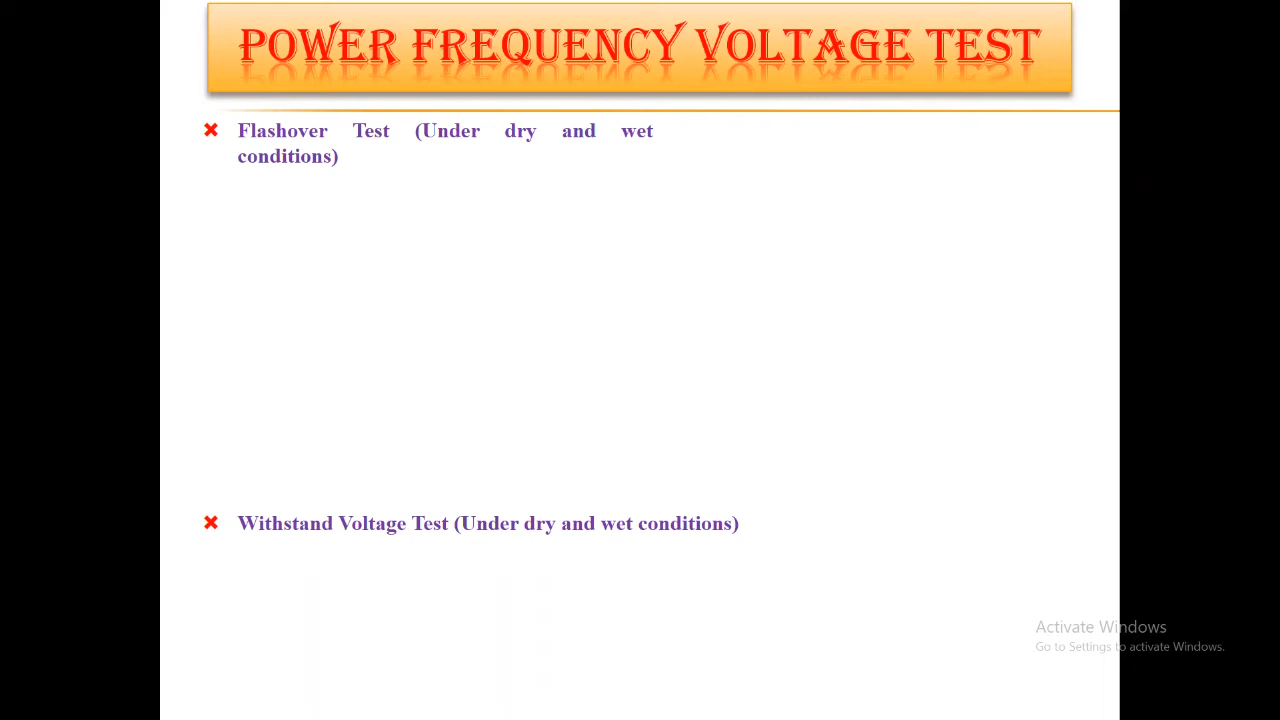 POWER FREQUENCY VOLTAGE TEST
Flashover Test (Under dry and wet
conditions)
Withstand Voltage Test (Under dry and wet conditions)
Activate Windows
Go to Settings to activate Windows.